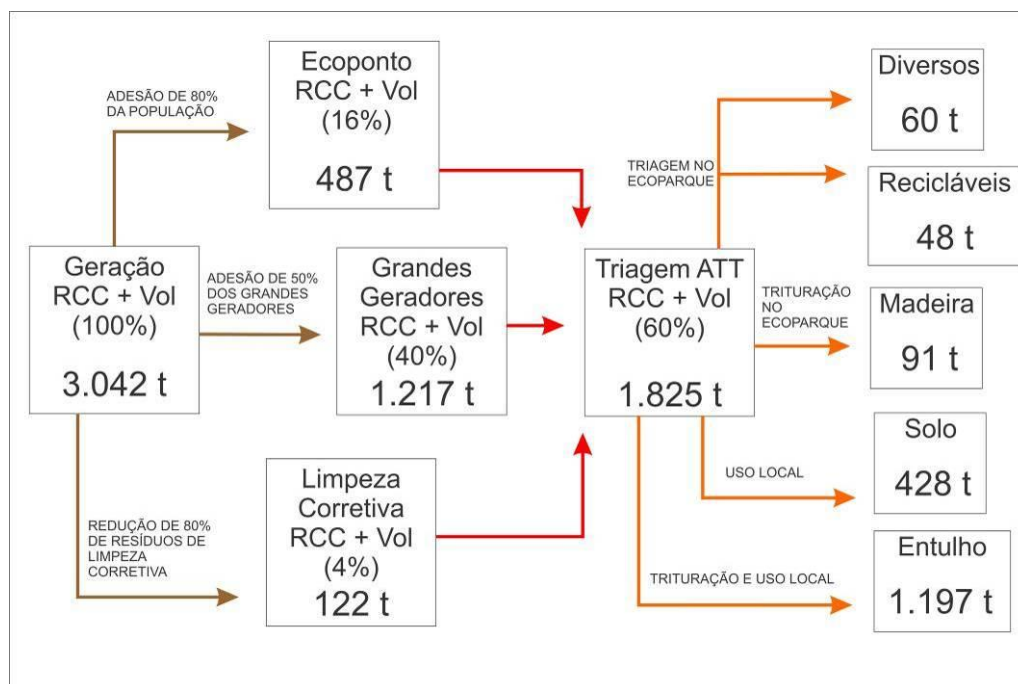 ADESÃO DE 80%
DA POPULAÇÃO
Ecoponto
RCC + Vol
(16%)
487 t
Geração
RCC + Vol
(100%)
3.042 t
ADESÃO DE 50%
DOS GRANDES
GERADORES
Grandes
Geradores
RCC + Vol
(40%)
1.217 t
REDUÇÃO DE 80%
DE RESÍDUOS DE
LIMPEZA
CORRETIVA
Limpeza
Corretiva
RCC + Vol
(4%)
122 t
Triagem ATT
RCC + Vol
(60%)
1.825 t
TRIAGEM NO
ECOPARQUE
Diversos
60 t
Recicláveis
48 t
TRITURAÇÃO
NO
ECOPARQUE
Madeira
91 t
USO LOCAL
Solo
428 t
TRITURAÇÃO E USO LOCAL
Entulho
1.197 t